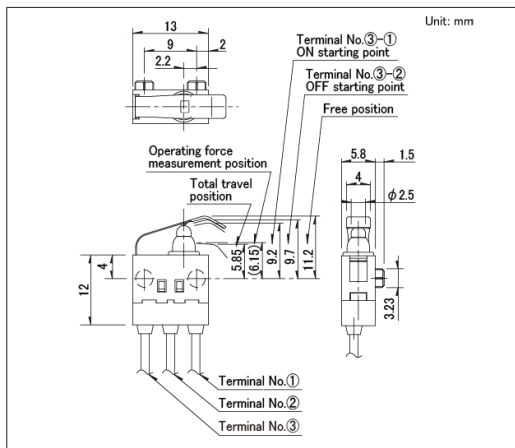 Unit: mm
13
9
2
2.2
Terminal No.③-①
ON starting point
Terminal No.③-②
OFF starting point
Free position
Operating force
measurement position
Total travel
position
5.8
1.5
4
φ2.5
4
12
5.85
(6.15)
9.2
9.7
11.2
3.23
Terminal No.①
Terminal No.②
Terminal No.③